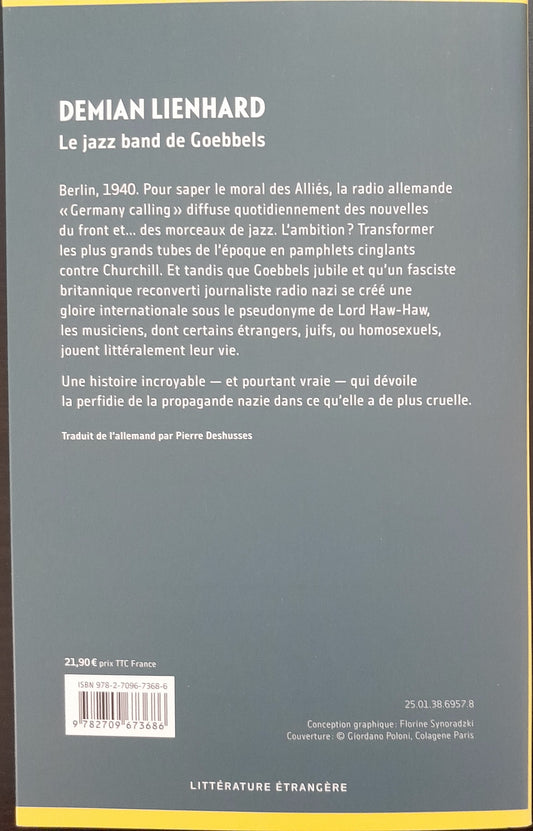 DEMIAN LIENHARD
Le jazz band de Goebbels
Berlin, 1940. Pour saper le moral des Alliés, la radio allemande
« Germany calling » diffuse quotidiennement des nouvelles
du front et... des morceaux de jazz. L'ambition ? Transformer
les plus grands tubes de l'époque en pamphlets cinglants
contre Churchill. Et tandis que Goebbels jubile et qu'un fasciste
britannique reconverti journaliste radio nazi se créé une
gloire internationale sous le pseudonyme de Lord Haw-Haw,
les musiciens, dont certains étrangers, juifs, ou homosexuels,
jouent littéralement leur vie.
Une histoire incroyable — et pourtant vraie — qui dévoile
la perfidie de la propagande nazie dans ce qu'elle a de plus cruelle.
Traduit de l'allemand par Pierre Deshusses
21,90 € prix TTC France
ISBN 978-2-7096-7368-6
9 782709 673686
25.01.38.6957.8
Conception graphique : Florine Synoradzki
Couverture : © Giordano Poloni, Colagene Paris
LITTÉRATURE ÉTRANGÈRE